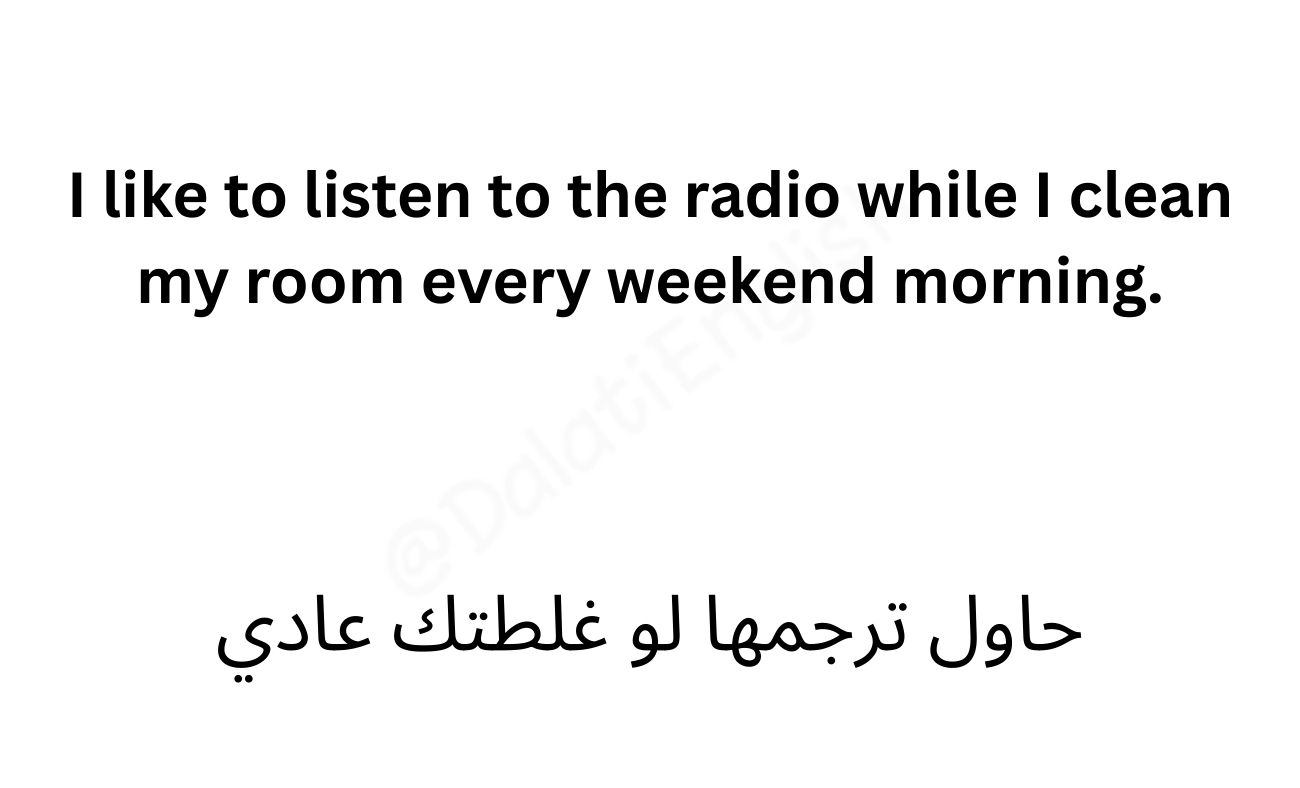 I like to listen to the radio while I clean
my room every weekend morning.
@DalatiEnglish
حاول ترجمها لو غلطتك عادي